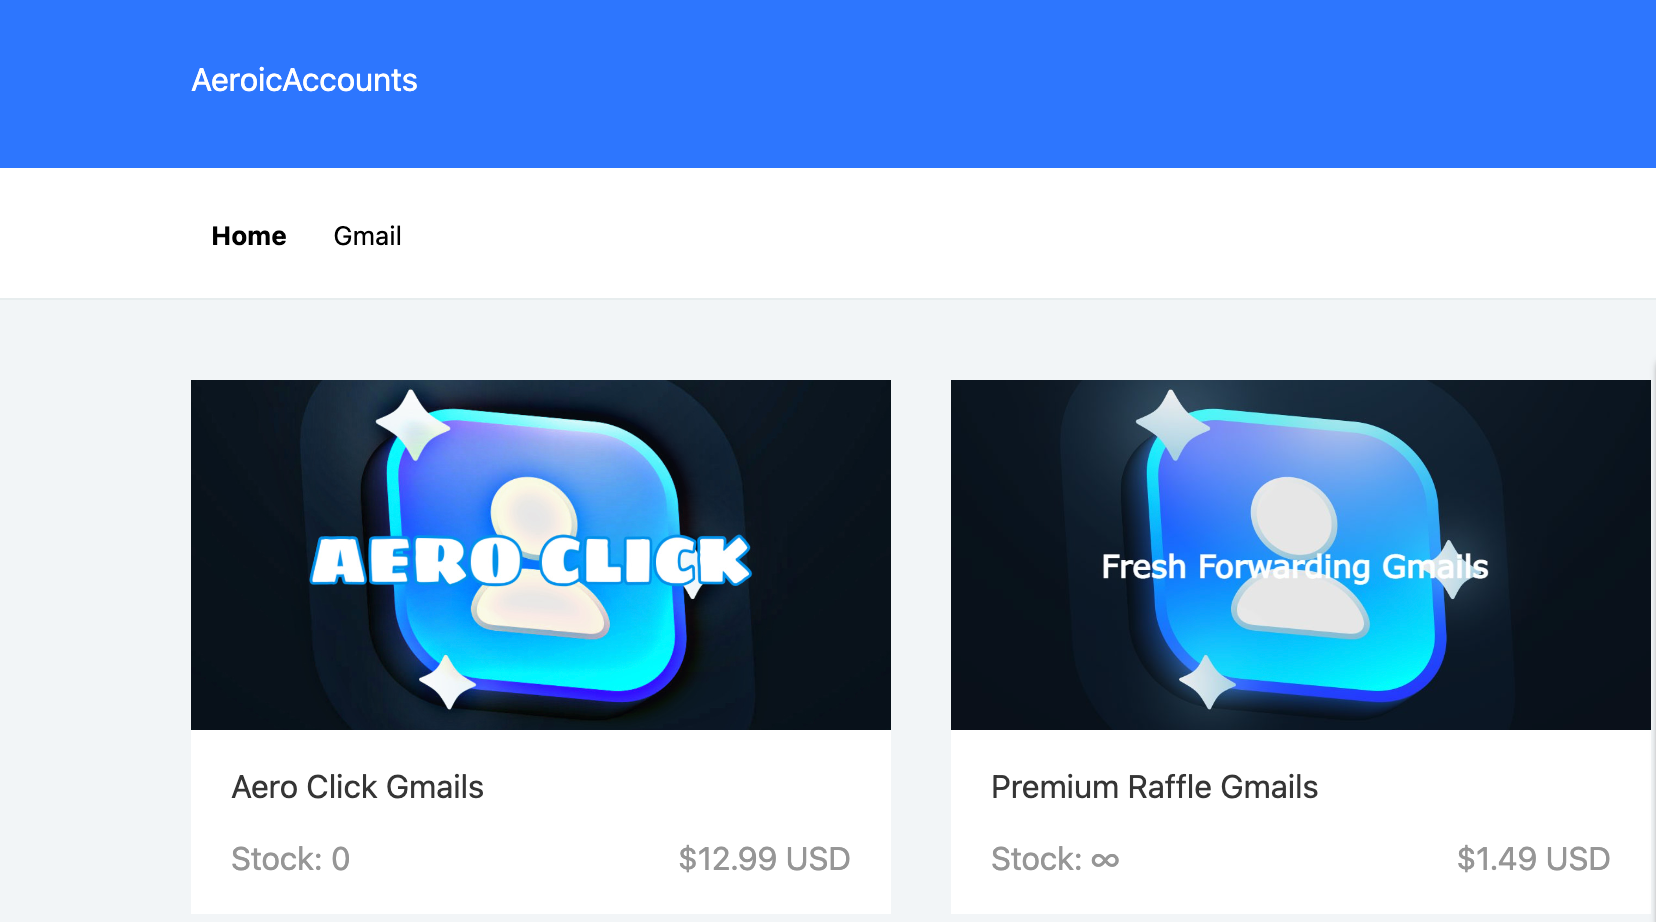 AeroicAccounts
Home Gmail
AERO CLICK
Fresh Forwarding Gmails
Aero Click Gmails
Stock: 0 $12.99 USD
Premium Raffle Gmails
Stock: ∞ $1.49 USD